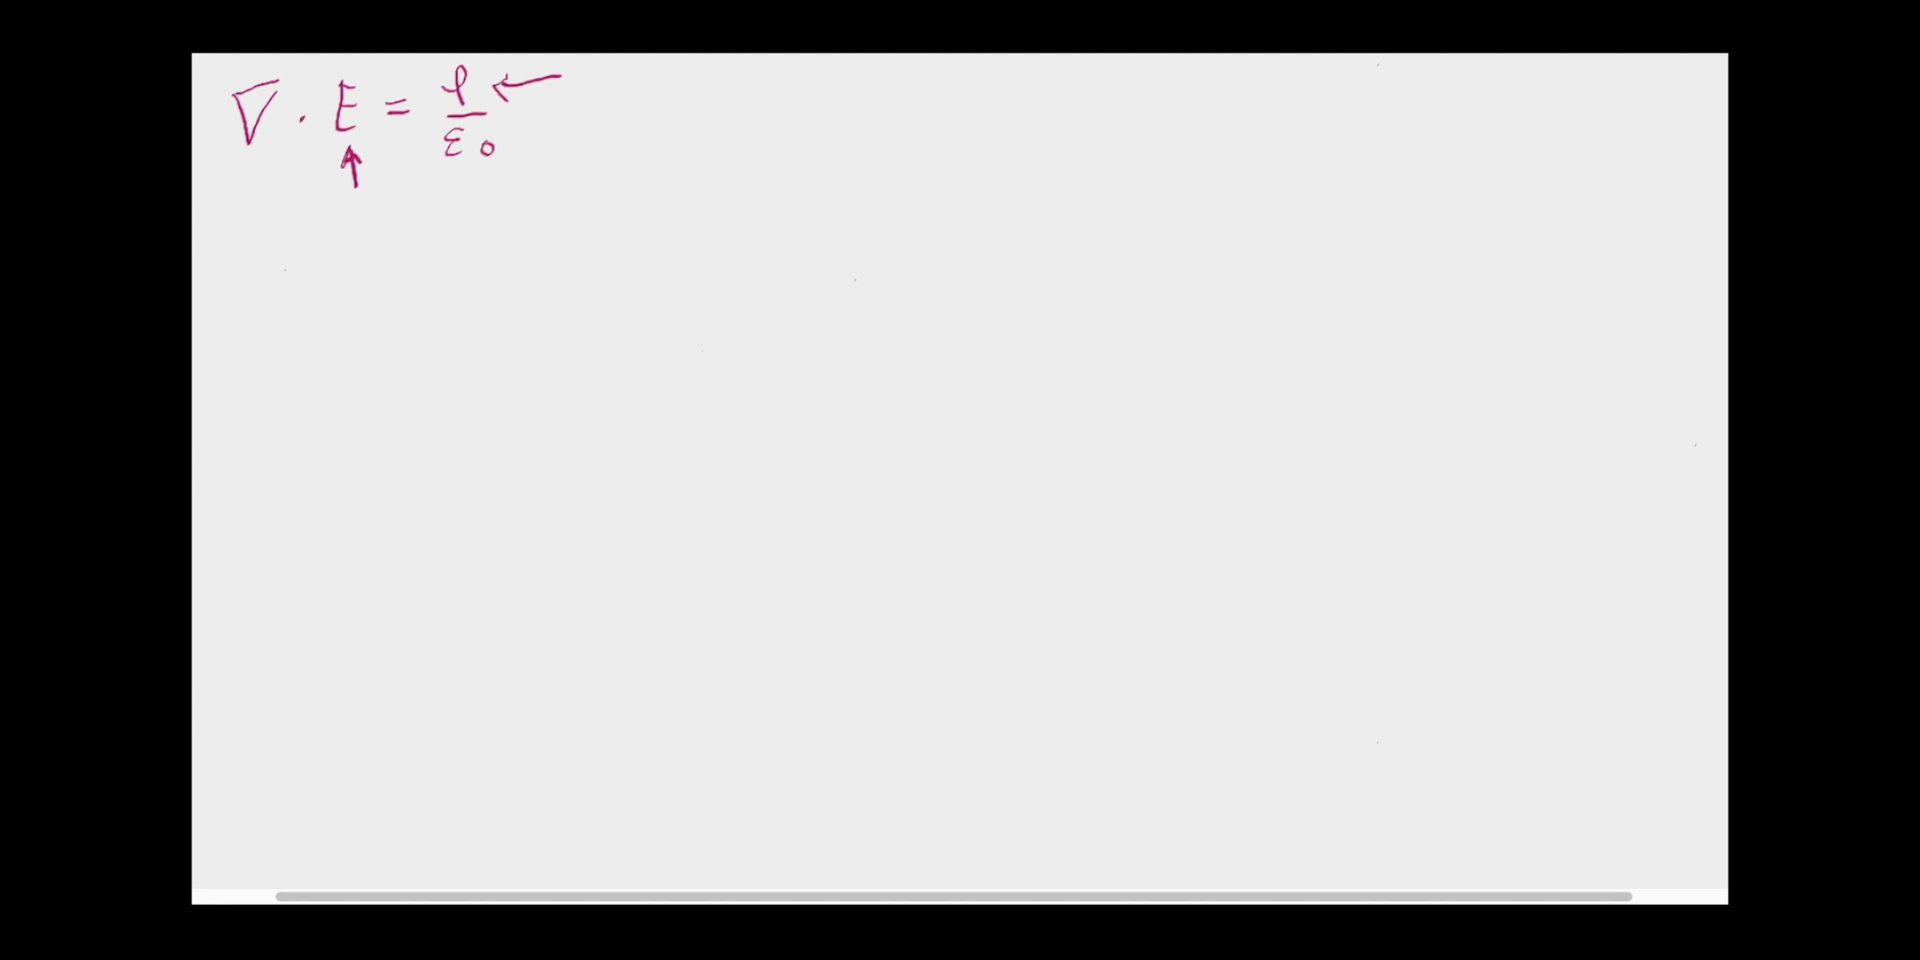 ∇ · E = ρ/ε₀